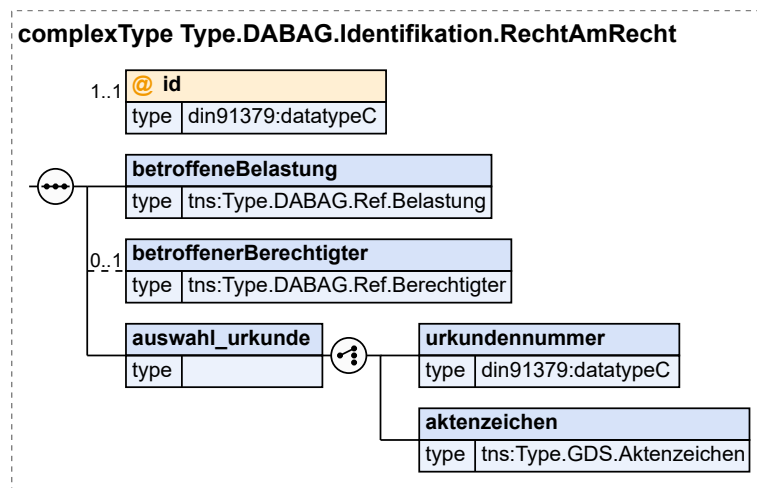 complexType Type.DABAG.Identifikation.RechtAmRecht
1..1
@ id
type din91379:datatypeC
betroffeneBelastung
type tns:Type.DABAG.Ref.Belastung
0..1
betroffenerBerechtigter
type tns:Type.DABAG.Ref.Berechtigter
auswahl_urkunde
type
urkundennummer
type din91379:datatypeC
aktenzeichen
type tns:Type.GDS.Aktenzeichen